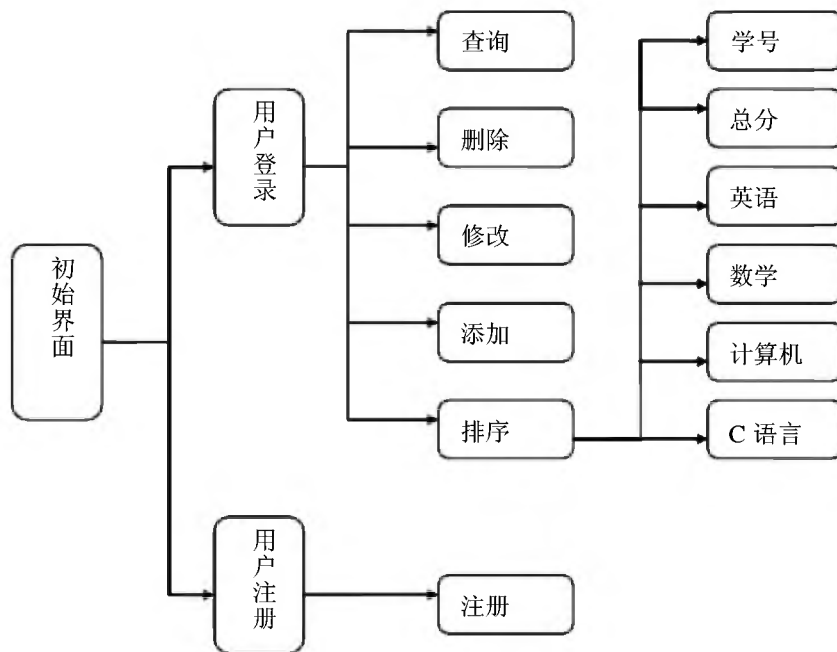 初始界面
用户登录
用户注册
查询
删除
修改
添加
排序
注册
学号
总分
英语
数学
计算机
C 语言